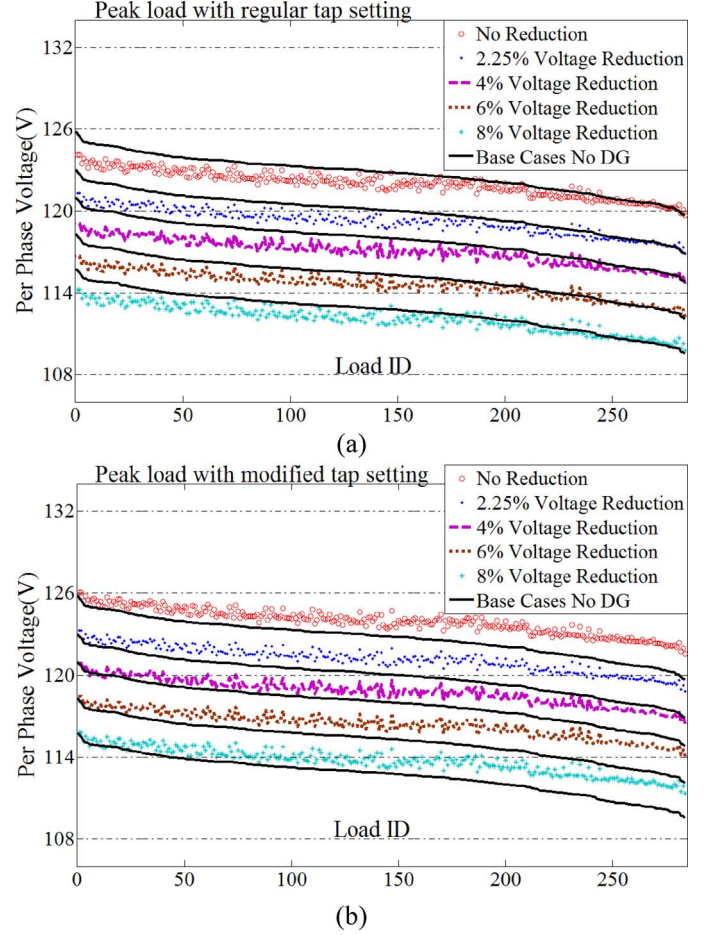 Peak load with regular tap setting
132
126
120
114
108
Per Phase Voltage(V)
No Reduction
2.25% Voltage Reduction
4% Voltage Reduction
6% Voltage Reduction
8% Voltage Reduction
Base Cases No DG
Load ID
0
50
100
150
200
250
(a)
Peak load with modified tap setting
132
126
120
114
108
Per Phase Voltage(V)
No Reduction
2.25% Voltage Reduction
4% Voltage Reduction
6% Voltage Reduction
8% Voltage Reduction
Base Cases No DG
Load ID
0
50
100
150
200
250
(b)